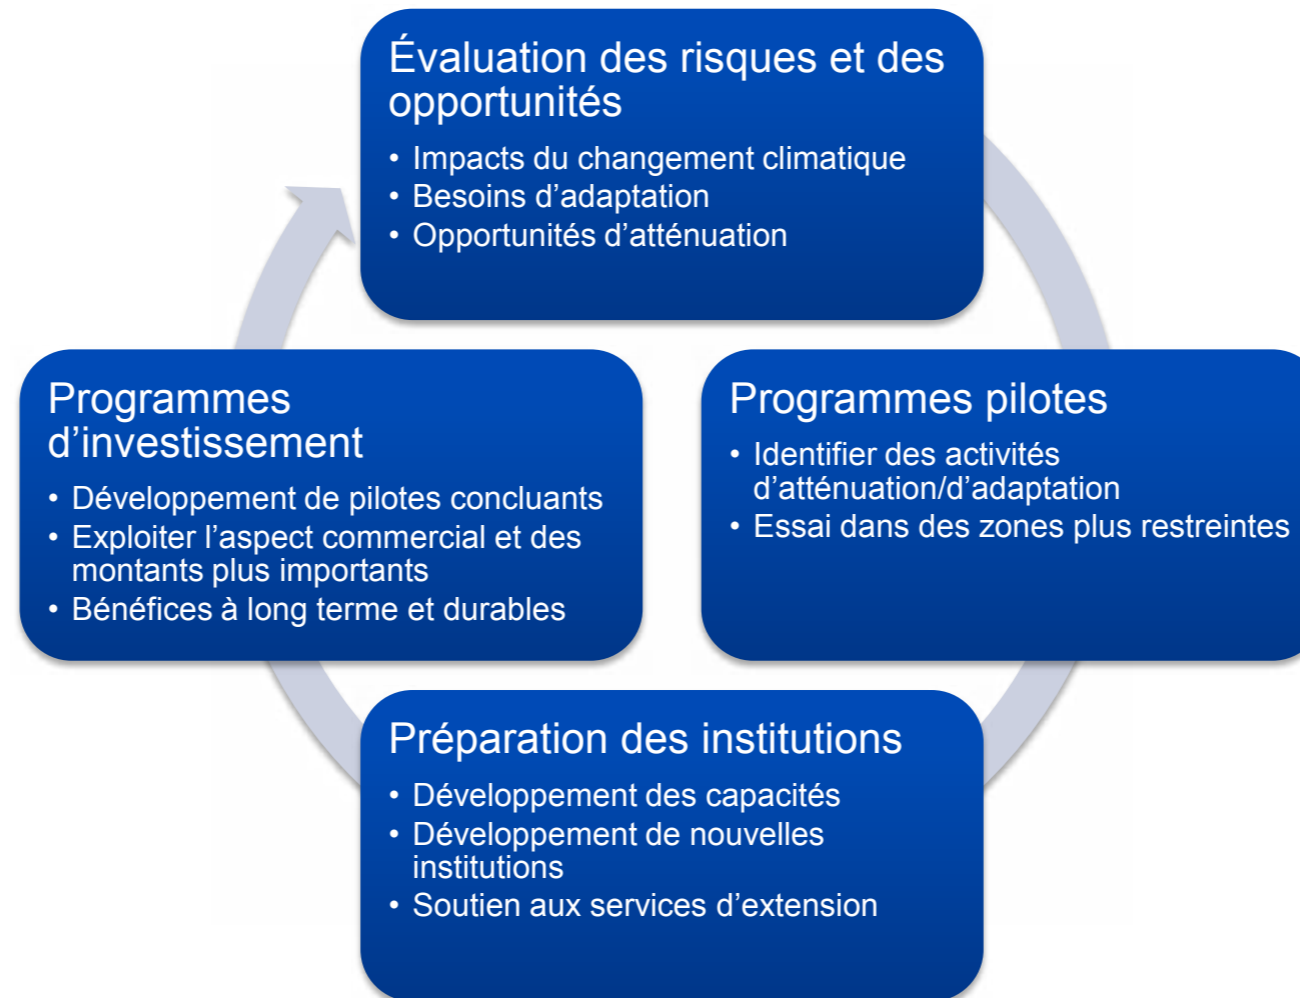 Évaluation des risques et des
opportunités
• Impacts du changement climatique
• Besoins d’adaptation
• Opportunités d’atténuation
Programmes
d’investissement
• Développement de pilotes concluants
• Exploiter l’aspect commercial et des
montants plus importants
• Bénéfices à long terme et durables
Programmes pilotes
• Identifier des activités
d’atténuation/d’adaptation
• Essai dans des zones plus restreintes
Préparation des institutions
• Développement des capacités
• Développement de nouvelles
institutions
• Soutien aux services d’extension